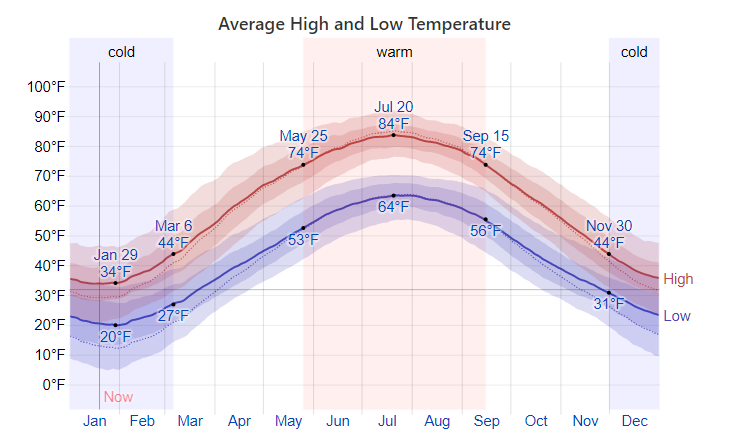 Average High and Low Temperature
cold
warm
cold
100°F
90°F
80°F
70°F
60°F
50°F
40°F
30°F
20°F
10°F
0°F
Jan 29
34°F
20°F
Mar 6
44°F
27°F
May 25
74°F
53°F
Jul 20
84°F
64°F
Sep 15
74°F
56°F
Nov 30
44°F
31°F
High
Low
Now
Jan
Feb
Mar
Apr
May
Jun
Jul
Aug
Sep
Oct
Nov
Dec